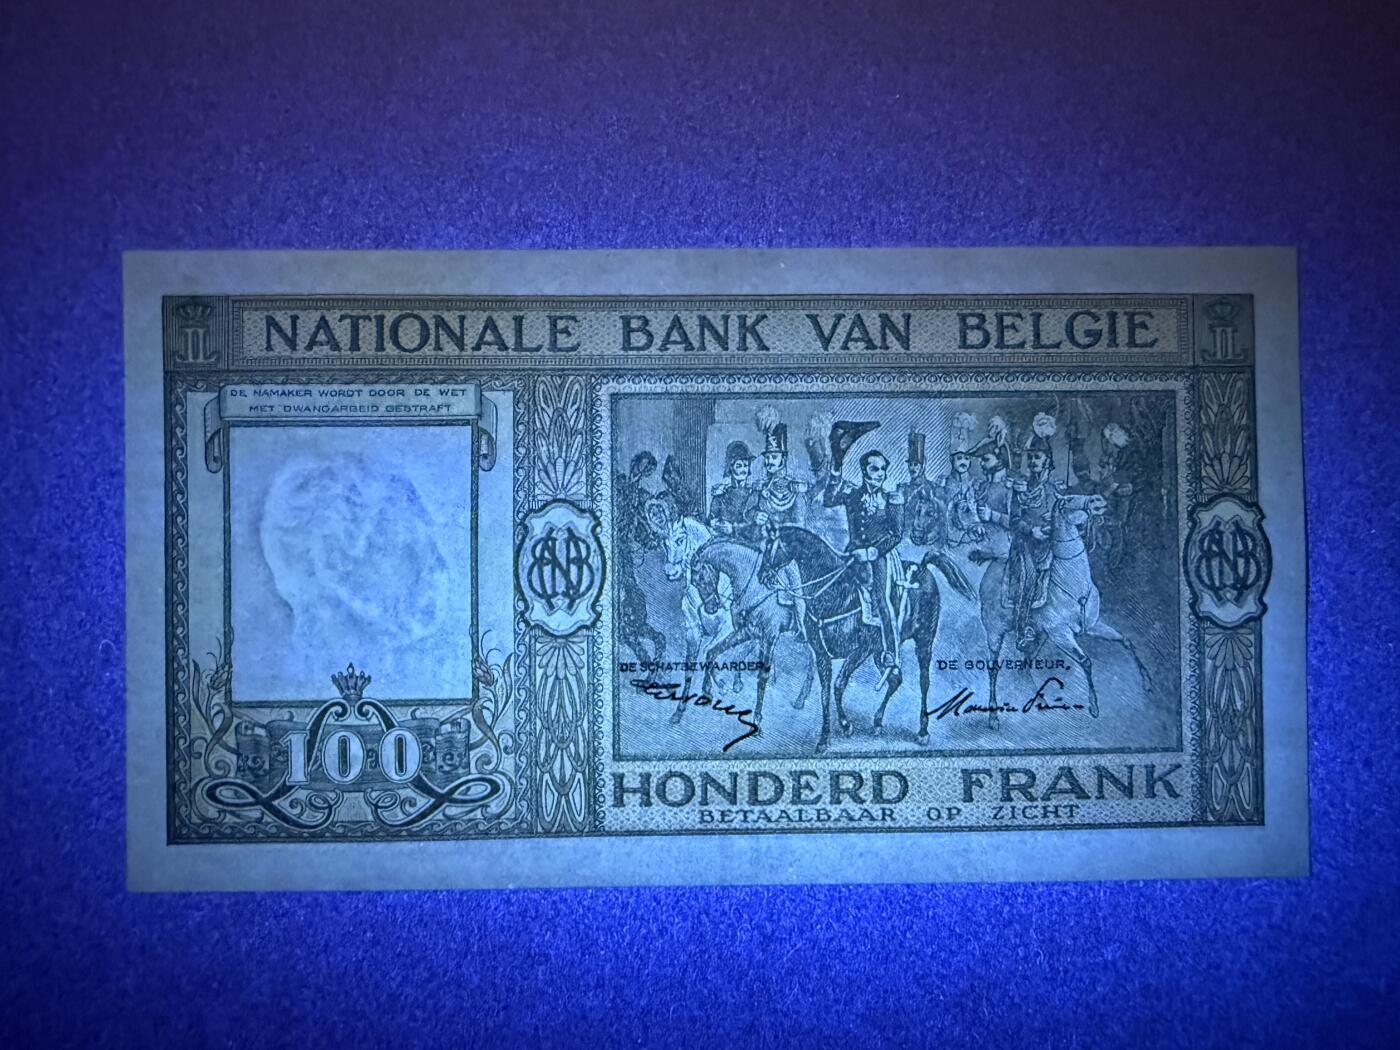 NATIONALE BANK VAN BELGIE
DE NAMAKER WORDT DOOR DE WET
MET DWANGARBEID GESTRAFT
DE SCHATBEWAARDER,
DE GOUVERNEUR,
100
HONDERD FRANK
BETAALBAAR OP ZICHT